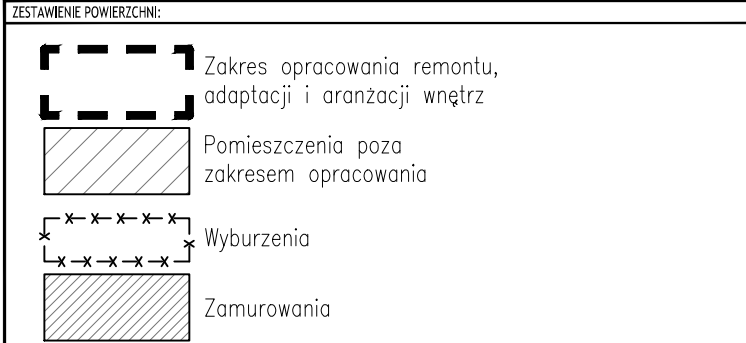 ZESTAWIENIE POWIERZCHNI:
Zakres opracowania remontu,
adaptacji i aranżacji wnętrz
Pomieszczenia poza
zakresem opracowania
Wyburzenia
Zamurowania